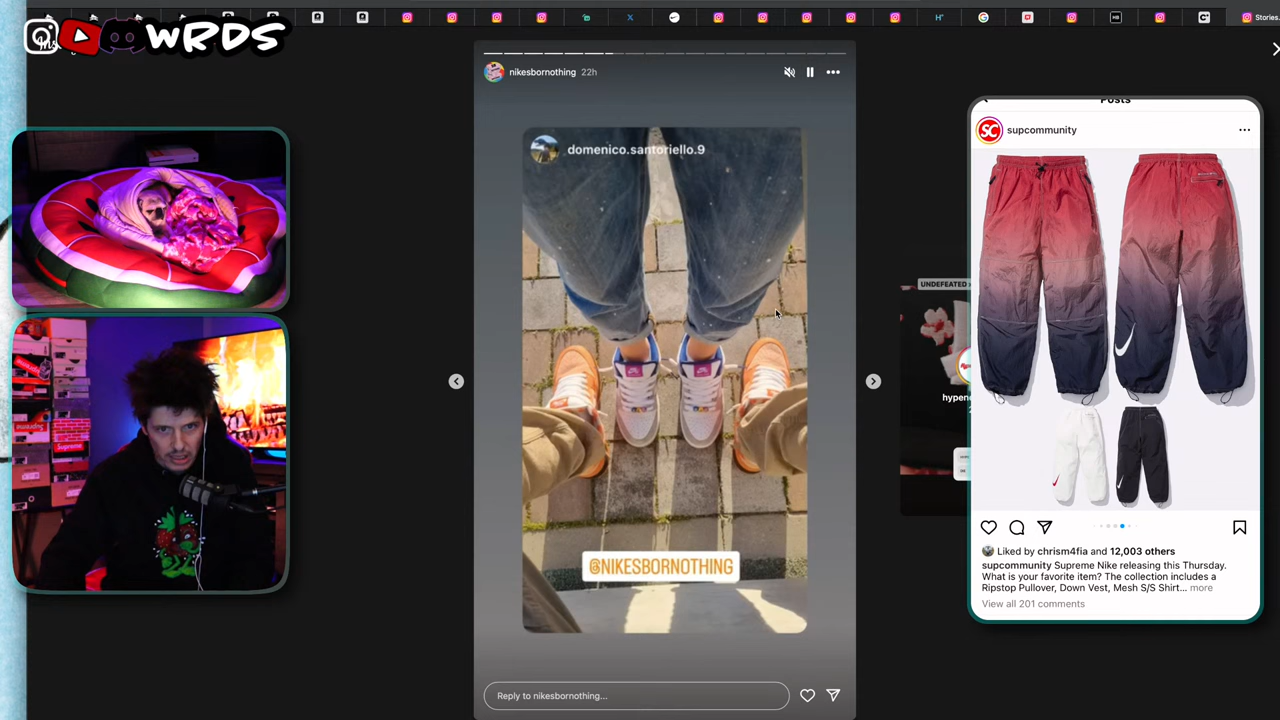 WRDS
nikesbornothing 22h
domenico.santoriello.9
@NIKESBORNOTHING
Reply to nikesbornothing...
UNDEFEATED
hypen
Posts
supcommunity
Liked by chrism4fia and 12,003 others
supcommunity Supreme Nike releasing this Thursday.
What is your favorite item? The collection includes a
Ripstop Pullover, Down Vest, Mesh S/S Shirt... more
View all 201 comments
Stories
Supreme